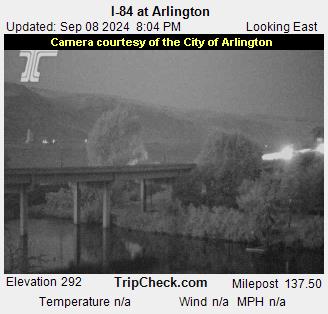 I-84 at Arlington
Updated: Sep 08 2024 8:04 PM Looking East
Camera courtesy of the City of Arlington
Elevation 292 TripCheck.com Milepost 137.50
Temperature n/a Wind n/a MPH n/a